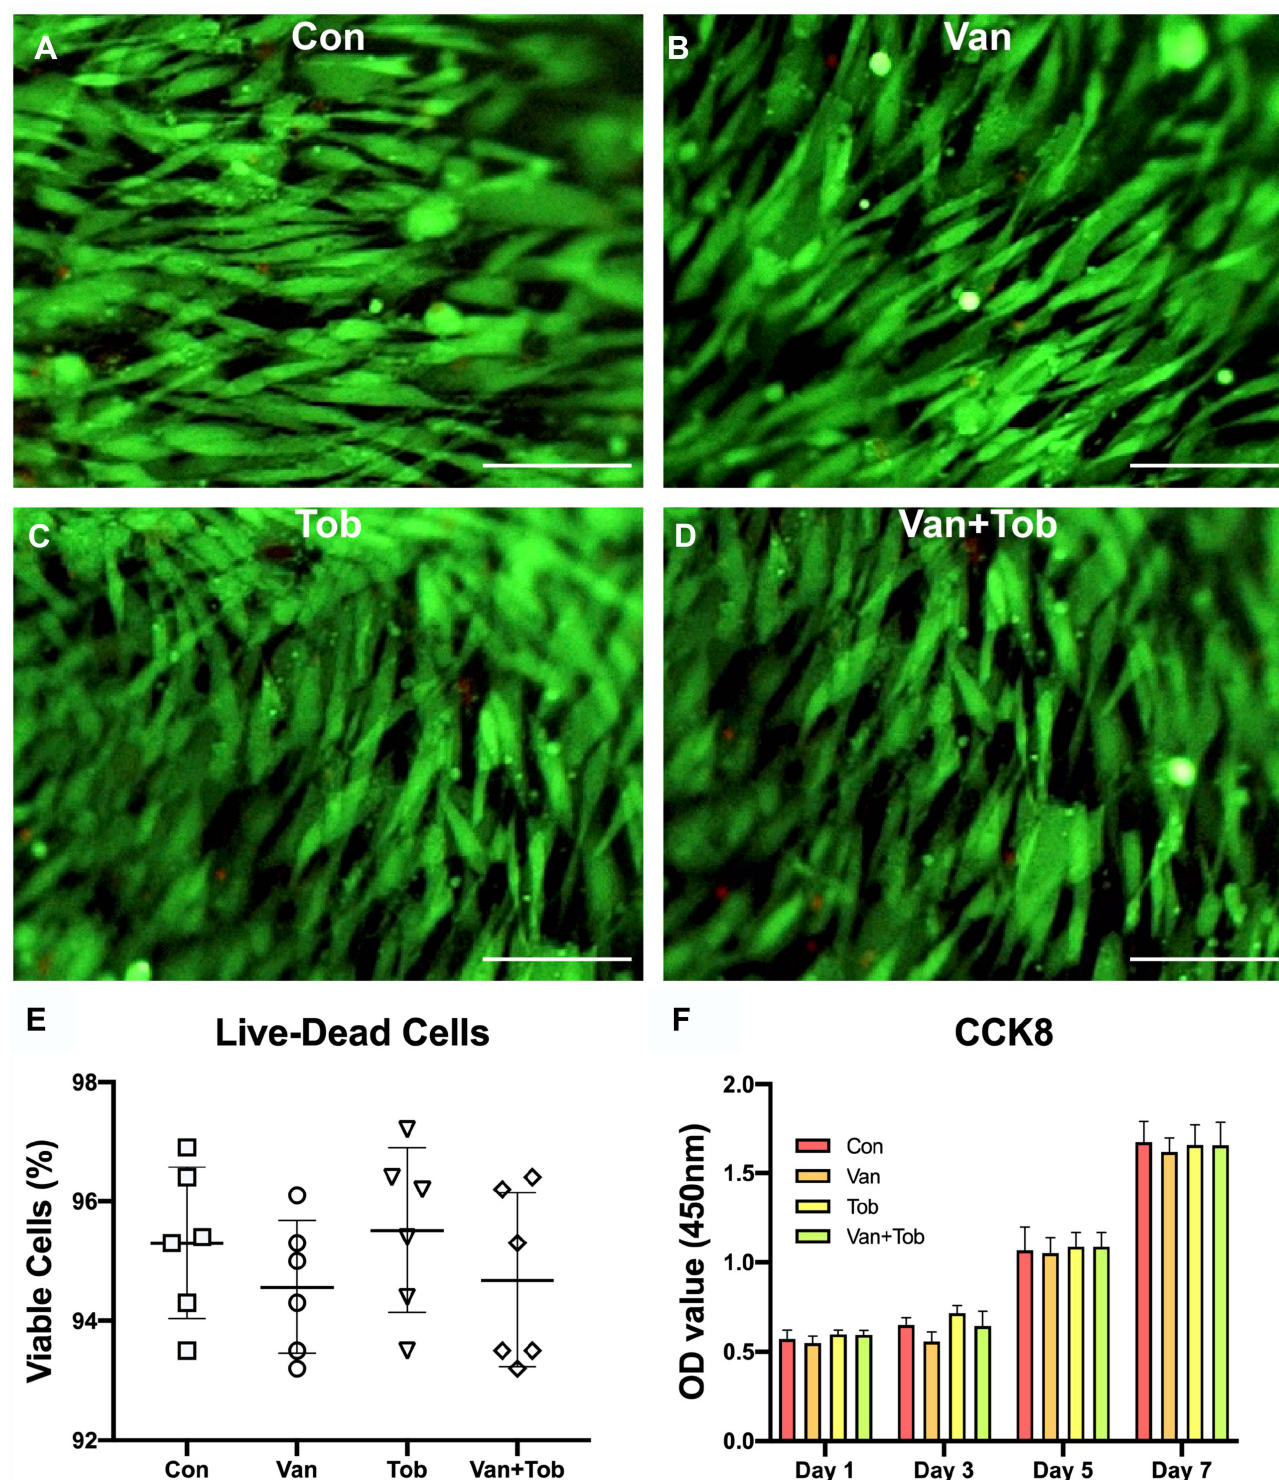 A
Con
B
Van
C
Tob
D
Van+Tob
E
Live-Dead Cells
98
96
94
92
Viable Cells (%)
Con
Van
Tob
Van+Tob
F
CCK8
2.0
1.5
1.0
0.5
0.0
OD value (450nm)
Con
Van
Tob
Van+Tob
Day 1
Day 3
Day 5
Day 7